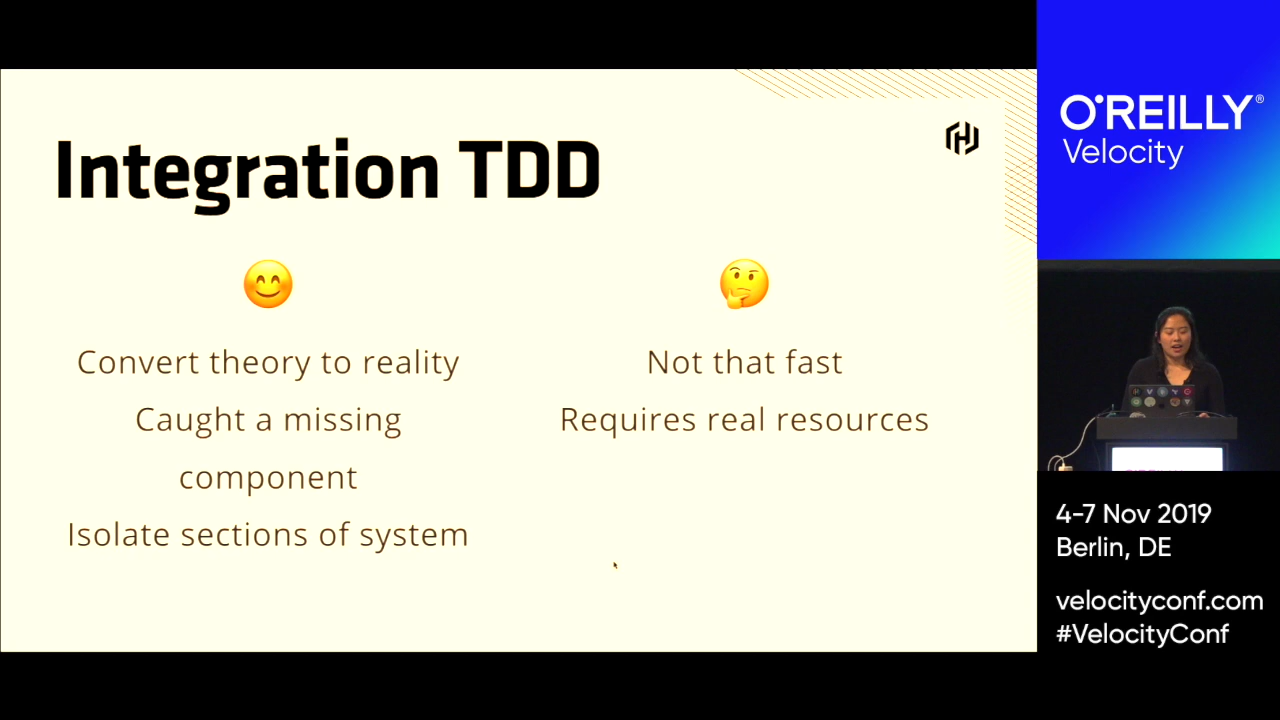 Integration TDD
Convert theory to reality
Caught a missing
component
Isolate sections of system
Not that fast
Requires real resources
O'REILLY®
Velocity
4-7 Nov 2019
Berlin, DE
velocityconf.com
#VelocityConf